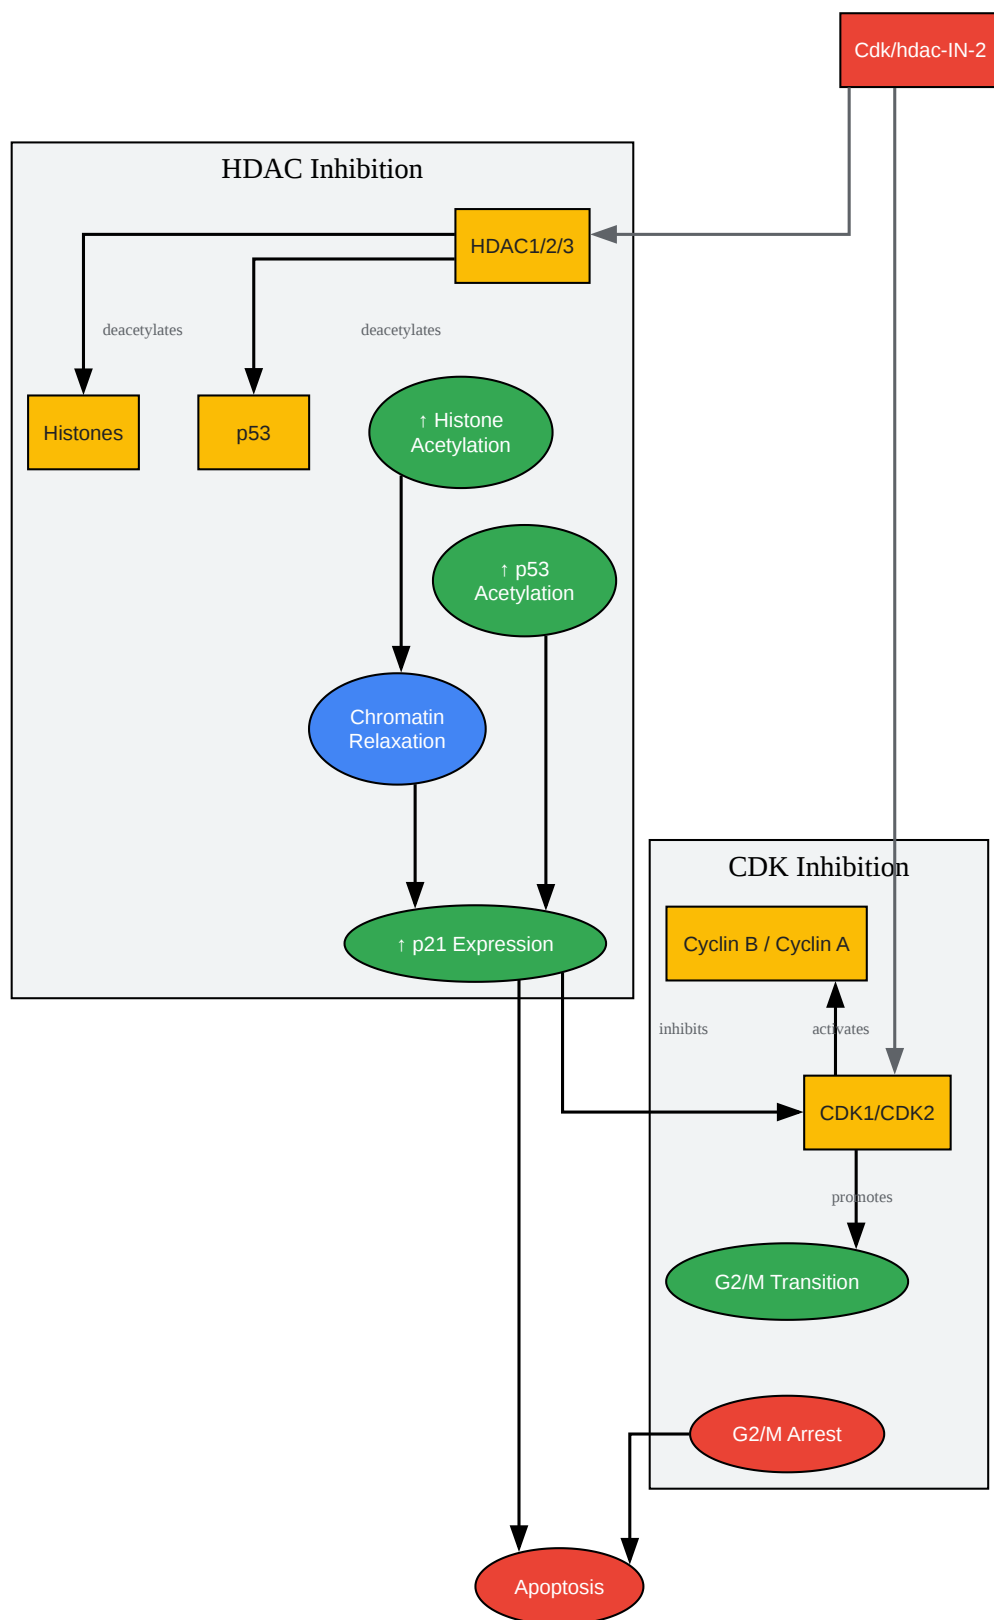 Cdk/hdac-IN-2
HDAC Inhibition
HDAC1/2/3
deacetylates
deacetylates
Histones
p53
↑ Histone
Acetylation
↑ p53
Acetylation
Chromatin
Relaxation
↑ p21 Expression
CDK Inhibition
Cyclin B / Cyclin A
inhibits
activates
CDK1/CDK2
promotes
G2/M Transition
G2/M Arrest
Apoptosis